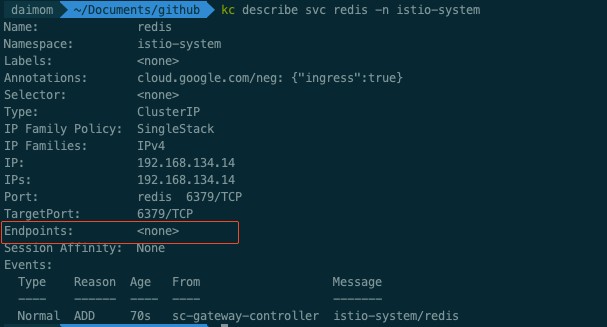 daimom ~/Documents/github kc describe svc redis -n istio-system
Name: redis
Namespace: istio-system
Labels: <none>
Annotations: cloud.google.com/neg: {"ingress":true}
Selector: <none>
Type: ClusterIP
IP Family Policy: SingleStack
IP Families: IPv4
IP: 192.168.134.14
IPs: 192.168.134.14
Port: redis 6379/TCP
TargetPort: 6379/TCP
Endpoints: <none>
Session Affinity: None
Events:
Type Reason Age From Message
---- ------ ---- ---- -------
Normal ADD 70s sc-gateway-controller istio-system/redis